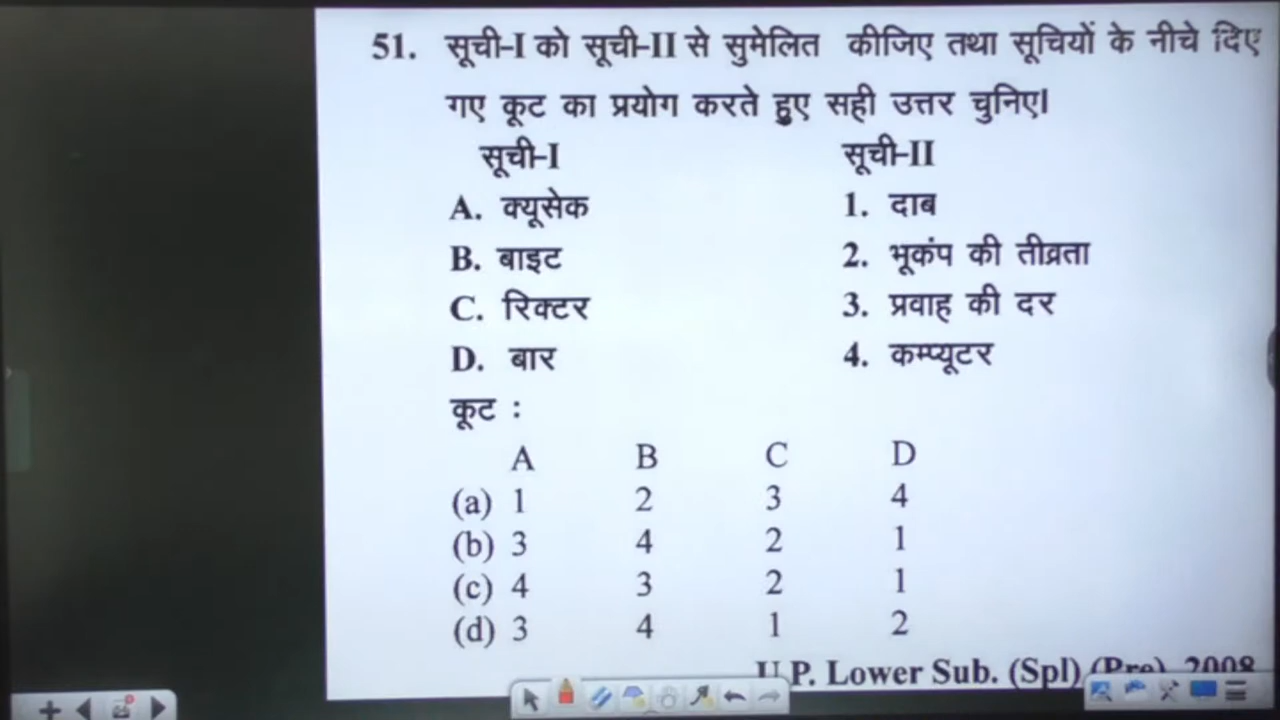 51. सूची-I को सूची-II से सुमेलित कीजिए तथा सूचियों के नीचे दिए
गए कूट का प्रयोग करते हुए सही उत्तर चुनिए।
सूची-I सूची-II
A. क्यूसेक 1. दाब
B. बाइट 2. भूकंप की तीव्रता
C. रिक्टर 3. प्रवाह की दर
D. बार 4. कम्प्यूटर
कूट :
A B C D
(a) 1 2 3 4
(b) 3 4 2 1
(c) 4 3 2 1
(d) 3 4 1 2
U.P. Lower Sub. (Spl) (Pre) 2008